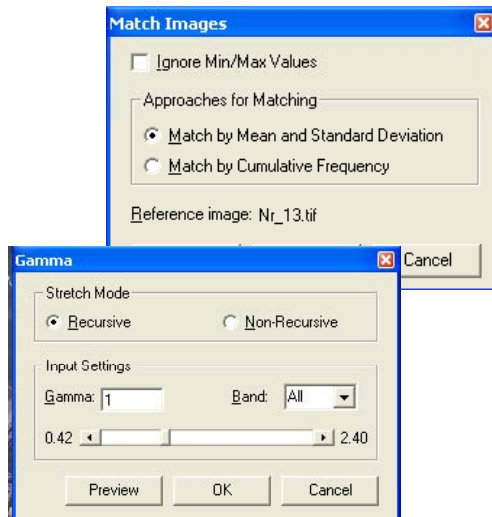 Match Images
Ignore Min/Max Values
Approaches for Matching
Match by Mean and Standard Deviation
Match by Cumulative Frequency
Reference image: Nr_13.tif
Cancel
Gamma
Stretch Mode
Recursive
Non-Recursive
Input Settings
Gamma: 1 Band: All
0.42 2.40
Preview OK Cancel